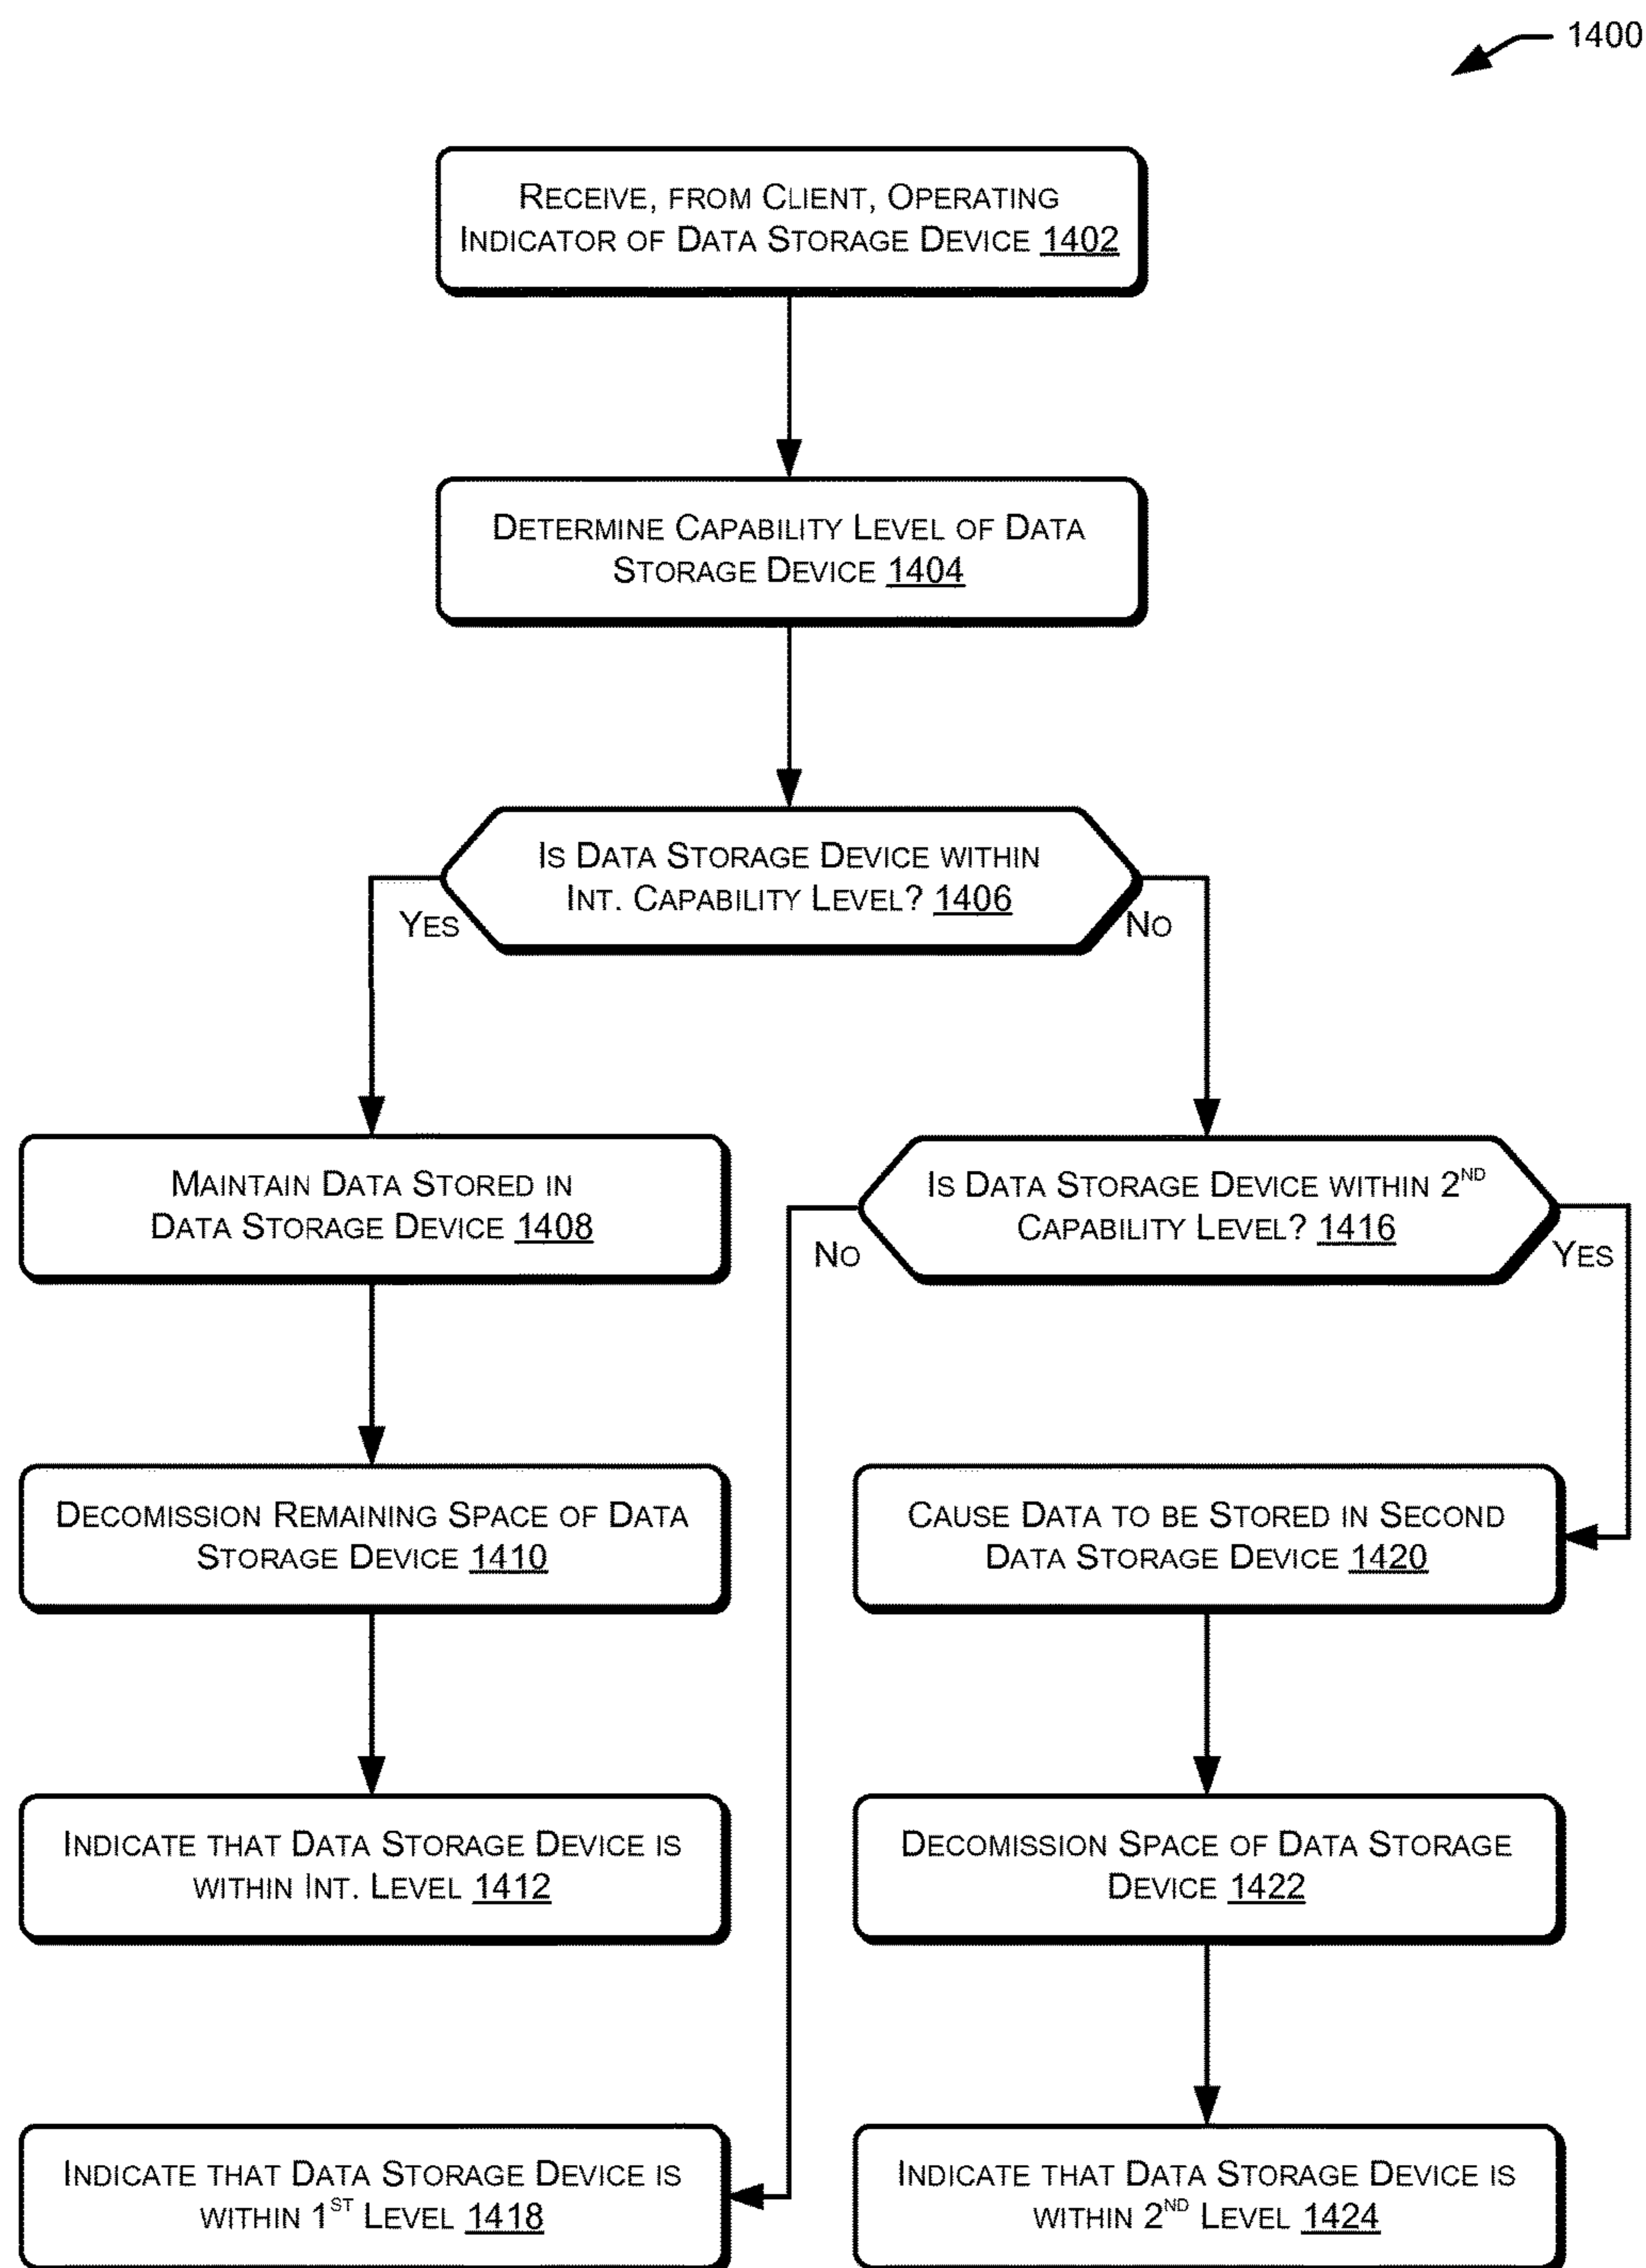 1400
RECEIVE, FROM CLIENT, OPERATING
INDICATOR OF DATA STORAGE DEVICE 1402
DETERMINE CAPABILITY LEVEL OF DATA
STORAGE DEVICE 1404
IS DATA STORAGE DEVICE WITHIN
INT. CAPABILITY LEVEL? 1406
YES
NO
MAINTAIN DATA STORED IN
DATA STORAGE DEVICE 1408
IS DATA STORAGE DEVICE WITHIN 2ND
CAPABILITY LEVEL? 1416
NO
YES
DECOMISSION REMAINING SPACE OF DATA
STORAGE DEVICE 1410
CAUSE DATA TO BE STORED IN SECOND
DATA STORAGE DEVICE 1420
INDICATE THAT DATA STORAGE DEVICE IS
WITHIN INT. LEVEL 1412
DECOMISSION SPACE OF DATA STORAGE
DEVICE 1422
INDICATE THAT DATA STORAGE DEVICE IS
WITHIN 1ST LEVEL 1418
INDICATE THAT DATA STORAGE DEVICE IS
WITHIN 2ND LEVEL 1424